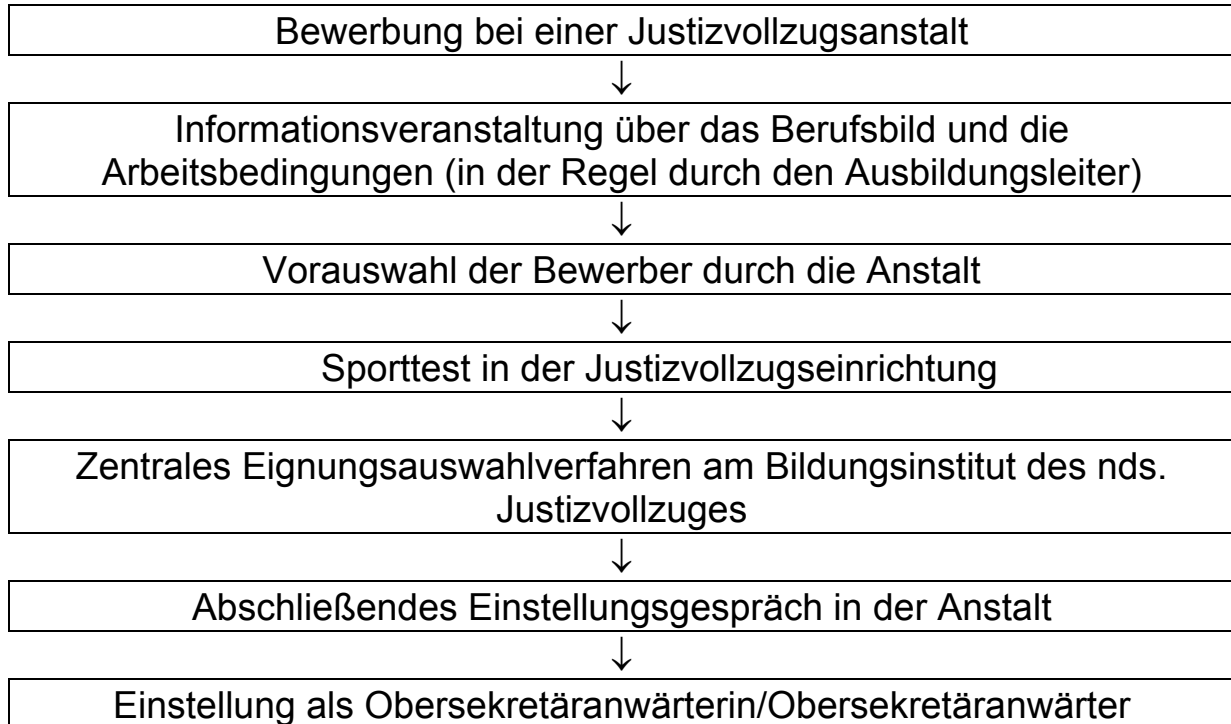 Bewerbung bei einer Justizvollzugsanstalt
↓
Informationsveranstaltung über das Berufsbild und die
Arbeitsbedingungen (in der Regel durch den Ausbildungsleiter)
↓
Vorauswahl der Bewerber durch die Anstalt
↓
Sporttest in der Justizvollzugseinrichtung
↓
Zentrales Eignungsauswahlverfahren am Bildungsinstitut des nds.
Justizvollzuges
↓
Abschließendes Einstellungsgespräch in der Anstalt
↓
Einstellung als Obersekretäranwärterin/Obersekretäranwärter